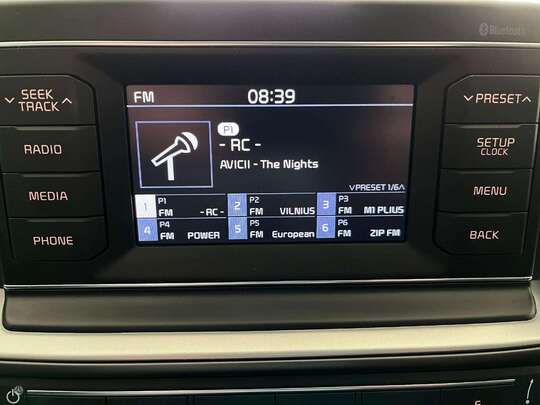 Bluetooth
SEEK
TRACK
RADIO
MEDIA
PHONE
FM 08:39
P1
- RC -
AVICII - The Nights
PRESET 1/6
1 P1 FM - RC -
2 P2 FM VILNIUS
3 P3 FM M1 PLIUS
4 P4 FM POWER
5 P5 FM European
6 P6 FM ZIP FM
PRESET
SETUP
CLOCK
MENU
BACK